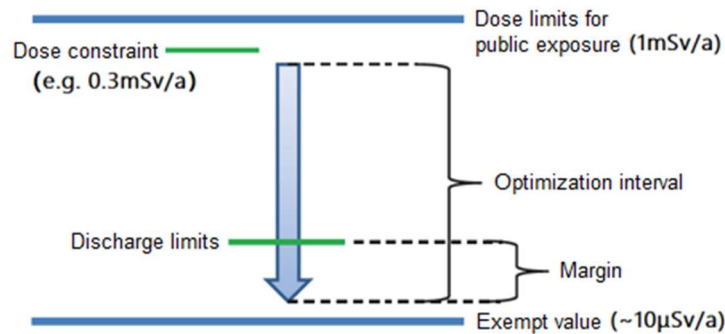 Dose limits for
public exposure (1mSv/a)
Dose constraint
(e.g. 0.3mSv/a)
Optimization interval
Discharge limits
Margin
Exempt value (~10μSv/a)